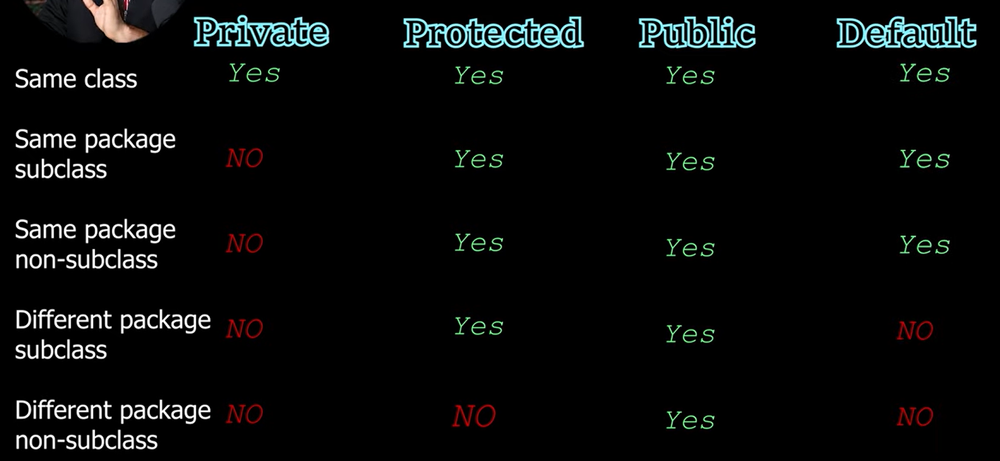 Private Protected Public Default
Same class Yes Yes Yes Yes
Same package
subclass NO Yes Yes Yes
Same package
non-subclass NO Yes Yes Yes
Different package
subclass NO Yes Yes NO
Different package
non-subclass NO NO Yes NO